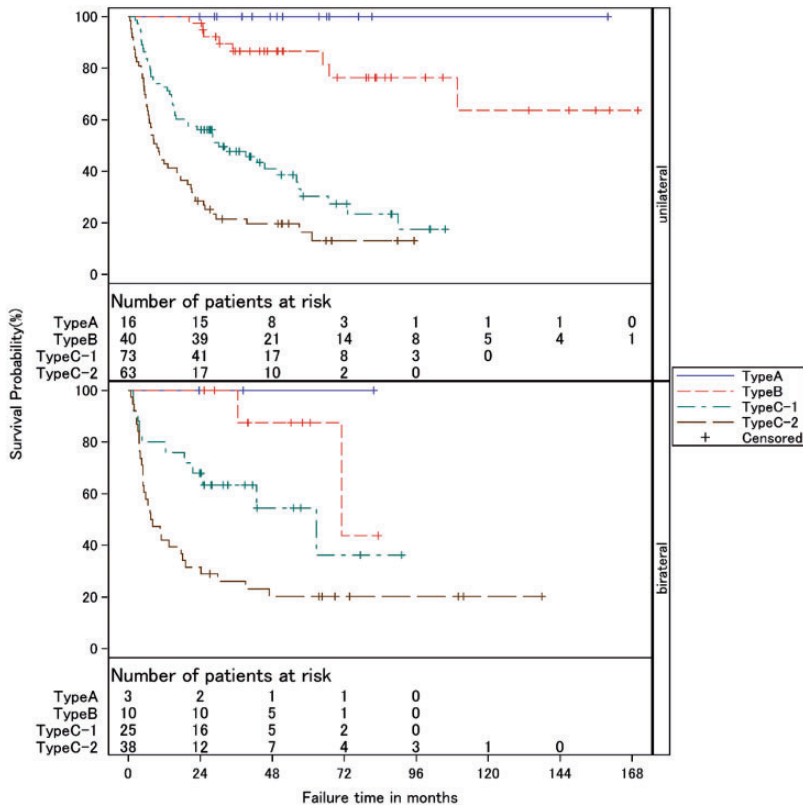 100
80
60
40
20
0
unilateral
Number of patients at risk
TypeA 16 15 8 3 1 1 1 0
TypeB 40 39 21 14 8 5 4 1
TypeC-1 73 41 17 8 3 0
TypeC-2 63 17 10 2 0
Survival Probability(%)
100
80
60
40
20
0
birateral
TypeA
TypeB
TypeC-1
TypeC-2
Censored
Number of patients at risk
TypeA 3 2 1 1 0
TypeB 10 10 5 1 0
TypeC-1 25 16 5 2 0
TypeC-2 38 12 7 4 3 1 0
0 24 48 72 96 120 144 168
Failure time in months